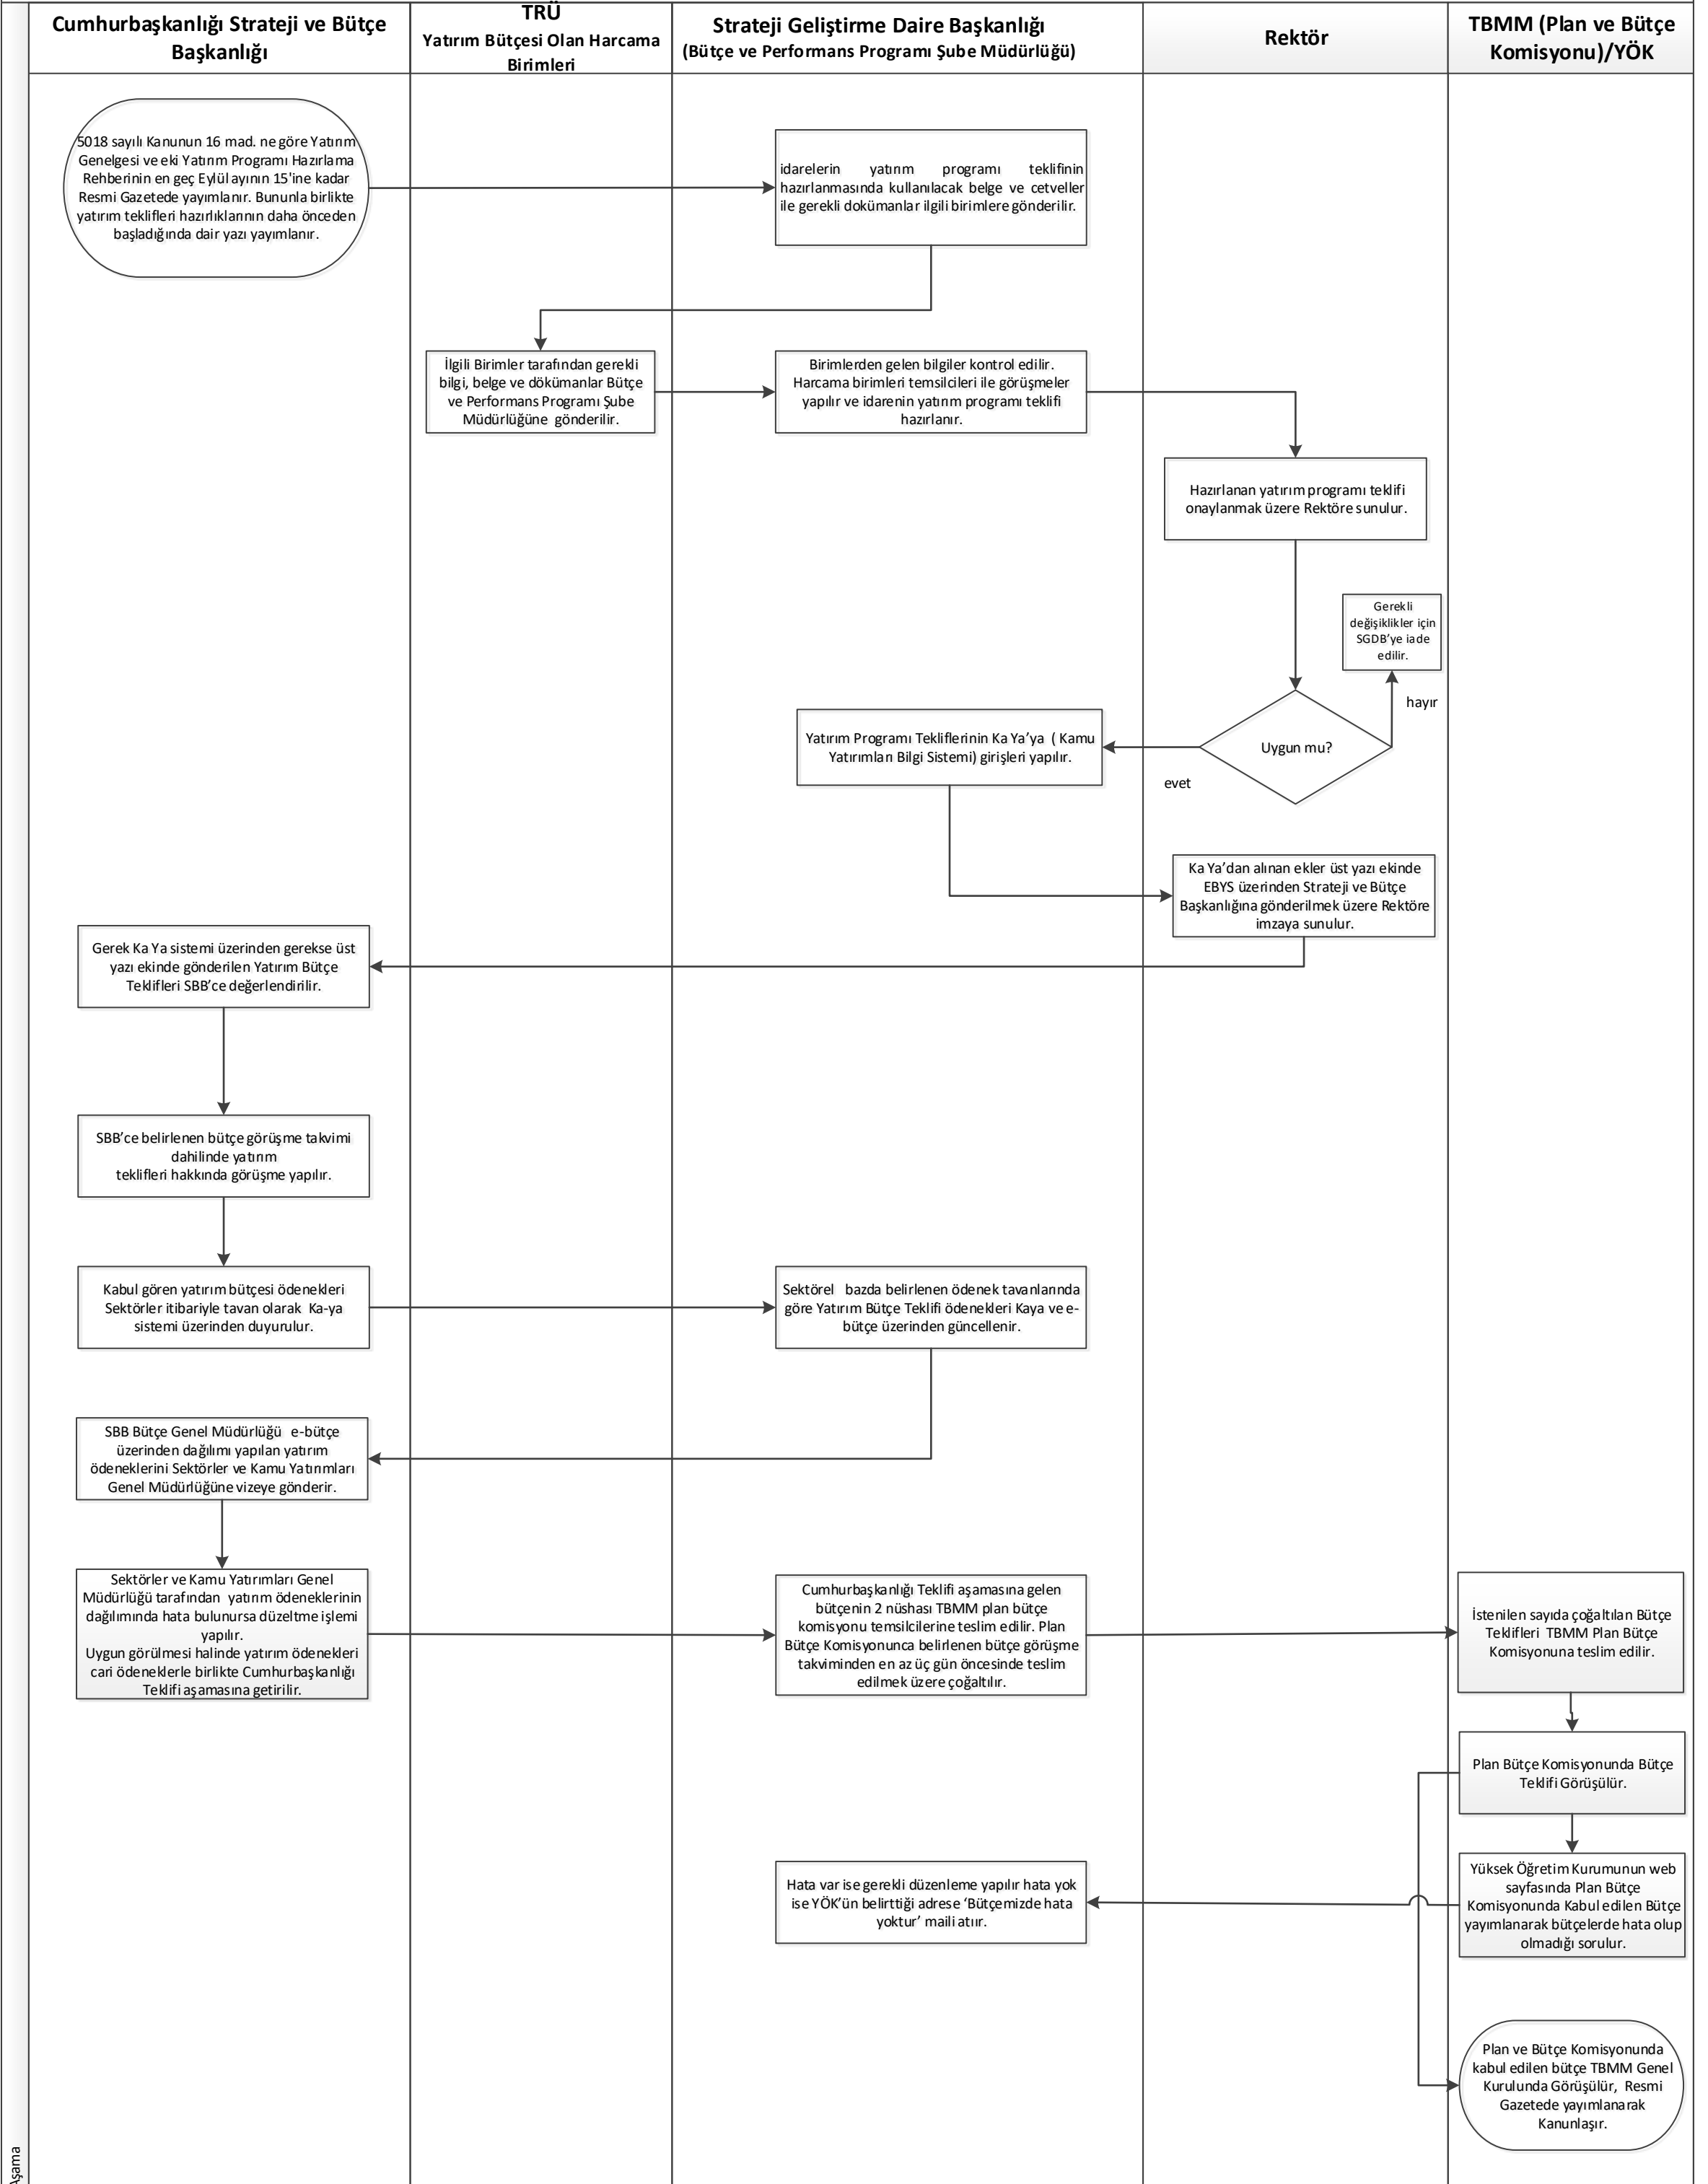 Cumhurbaşkanlığı Strateji ve Bütçe
Başkanlığı
TRÜ
Yatırım Bütçesi Olan Harcama
Birimleri
Strateji Geliştirme Daire Başkanlığı
(Bütçe ve Performans Programı Şube Müdürlüğü)
Rektör
TBMM (Plan ve Bütçe
Komisyonu)/YÖK
5018 sayılı Kanunun 16 mad. ne göre Yatırım
Genelgesi ve eki Yatırım Programı Hazırlama
Rehberinin en geç Eylül ayının 15'ine kadar
Resmi Gazetede yayımlanır. Bununla birlikte
yatırım teklifleri hazırlıklarının daha önceden
başladığında dair yazı yayımlanır.
idarelerin yatırım programı teklifinin
hazırlanmasında kullanılacak belge ve cetveller
ile gerekli dokümanlar ilgili birimlere gönderilir.
İlgili Birimler tarafından gerekli
bilgi, belge ve dökümanlar Bütçe
ve Performans Programı Şube
Müdürlüğüne gönderilir.
Birimlerden gelen bilgiler kontrol edilir.
Harcama birimleri temsilcileri ile görüşmeler
yapılır ve idarenin yatırım programı teklifi
hazırlanır.
Hazırlanan yatırım programı teklifi
onaylanmak üzere Rektöre sunulur.
Gerekli
değişiklikler için
SGDB’ye iade
edilir.
hayır
Uygun mu?
evet
Yatırım Programı Tekliflerinin Ka Ya’ya ( Kamu
Yatırımları Bilgi Sistemi) girişleri yapılır.
Ka Ya’dan alınan ekler üst yazı ekinde
EBYS üzerinden Strateji ve Bütçe
Başkanlığına gönderilmek üzere Rektöre
imzaya sunulur.
Gerek Ka Ya sistemi üzerinden gerekse üst
yazı ekinde gönderilen Yatırım Bütçe
Teklifleri SBB’ce değerlendirilir.
SBB’ce belirlenen bütçe görüşme takvimi
dahilinde yatırım
teklifleri hakkında görüşme yapılır.
Kabul gören yatırım bütçesi ödenekleri
Sektörler itibariyle tavan olarak Ka-ya
sistemi üzerinden duyurulur.
Sektörel bazda belirlenen ödenek tavanlarında
göre Yatırım Bütçe Teklifi ödenekleri Kaya ve e-
bütçe üzerinden güncellenir.
SBB Bütçe Genel Müdürlüğü e-bütçe
üzerinden dağılımı yapılan yatırım
ödeneklerini Sektörler ve Kamu Yatırımları
Genel Müdürlüğüne vizeye gönderir.
Sektörler ve Kamu Yatırımları Genel
Müdürlüğü tarafından yatırım ödeneklerinin
dağılımında hata bulunursa düzeltme işlemi
yapılır.
Uygun görülmesi halinde yatırım ödenekleri
cari ödeneklerle birlikte Cumhurbaşkanlığı
Teklifi aşamasına getirilir.
Cumhurbaşkanlığı Teklifi aşamasına gelen
bütçenin 2 nüshası TBMM plan bütçe
komisyonu temsilcilerine teslim edilir. Plan
Bütçe Komisyonunca belirlenen bütçe görüşme
takviminden en az üç gün öncesinde teslim
edilmek üzere çoğaltılır.
İstenilen sayıda çoğaltılan Bütçe
Teklifleri TBMM Plan Bütçe
Komisyonuna teslim edilir.
Plan Bütçe Komisyonunda Bütçe
Teklifi Görüşülür.
Yüksek Öğretim Kurumunun web
sayfasında Plan Bütçe
Komisyonunda Kabul edilen Bütçe
yayımlanarak bütçelerde hata olup
olmadığı sorulur.
Hata var ise gerekli düzenleme yapılır hata yok
ise YÖK’ün belirttiği adrese ‘Bütçemizde hata
yoktur’ maili atıır.
Plan ve Bütçe Komisyonunda
kabul edilen bütçe TBMM Genel
Kurulunda Görüşülür, Resmi
Gazetede yayımlanarak
Kanunlaşır.
Aşama